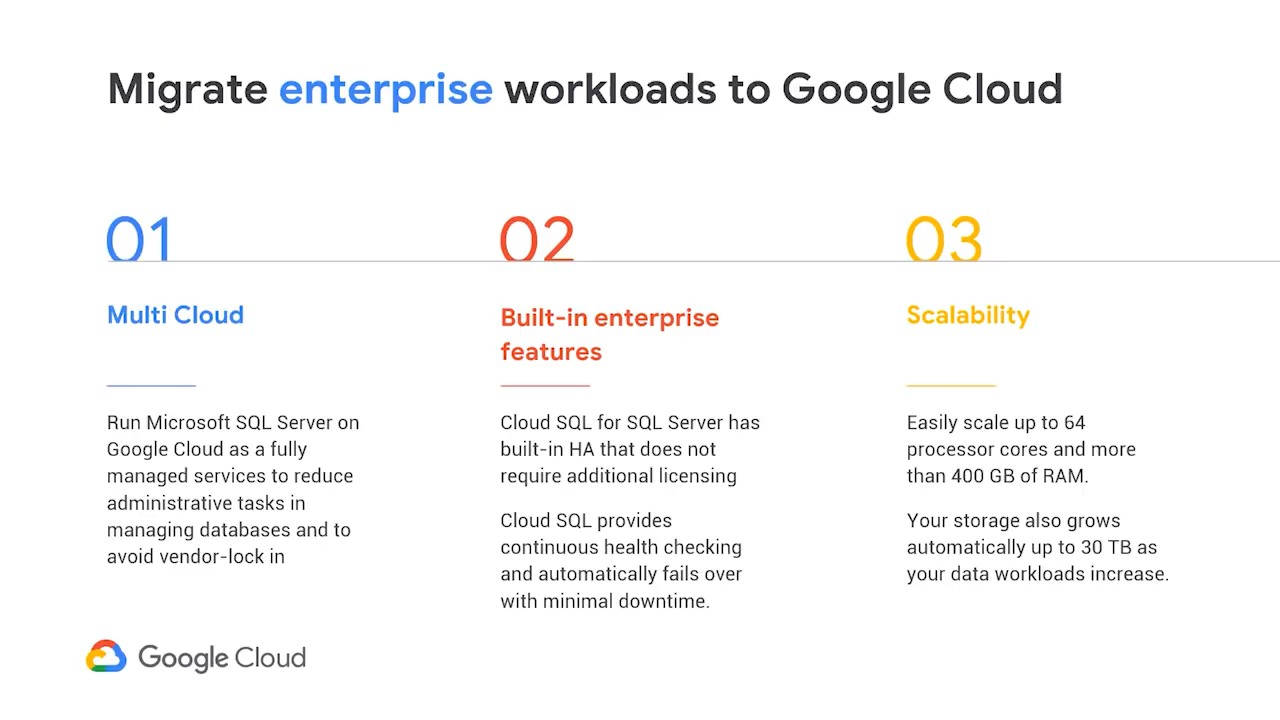 Migrate enterprise workloads to Google Cloud
01
Multi Cloud
Run Microsoft SQL Server on
Google Cloud as a fully
managed services to reduce
administrative tasks in
managing databases and to
avoid vendor-lock in
02
Built-in enterprise
features
Cloud SQL for SQL Server has
built-in HA that does not
require additional licensing
Cloud SQL provides
continuous health checking
and automatically fails over
with minimal downtime.
03
Scalability
Easily scale up to 64
processor cores and more
than 400 GB of RAM.
Your storage also grows
automatically up to 30 TB as
your data workloads increase.
Google Cloud